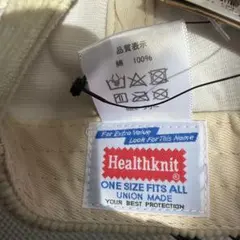 品質表示
綿 100%
For Extra Value
Look For This Name
Healthknit®
ONE SIZE FITS ALL
UNION MADE
YOUR BEST PROTECTION